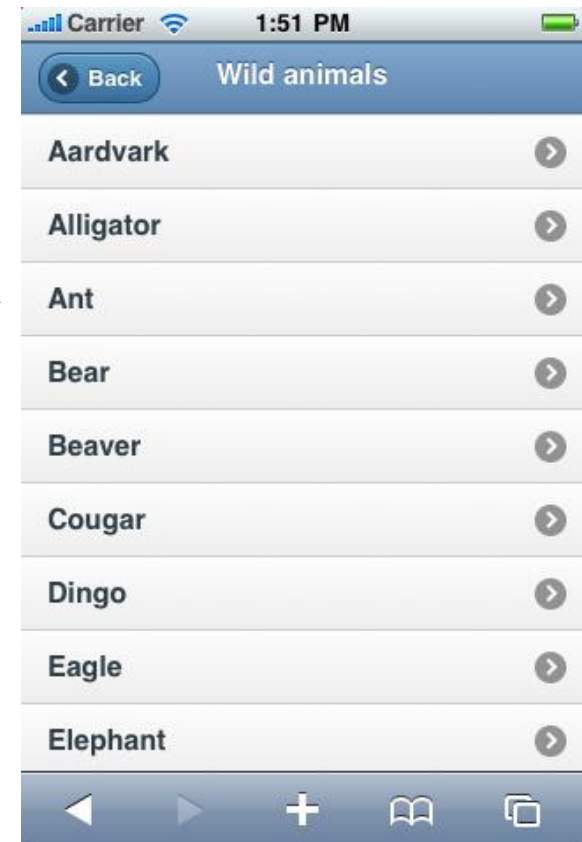 Carrier 1:51 PM
Back Wild animals
Aardvark
Alligator
Ant
Bear
Beaver
Cougar
Dingo
Eagle
Elephant